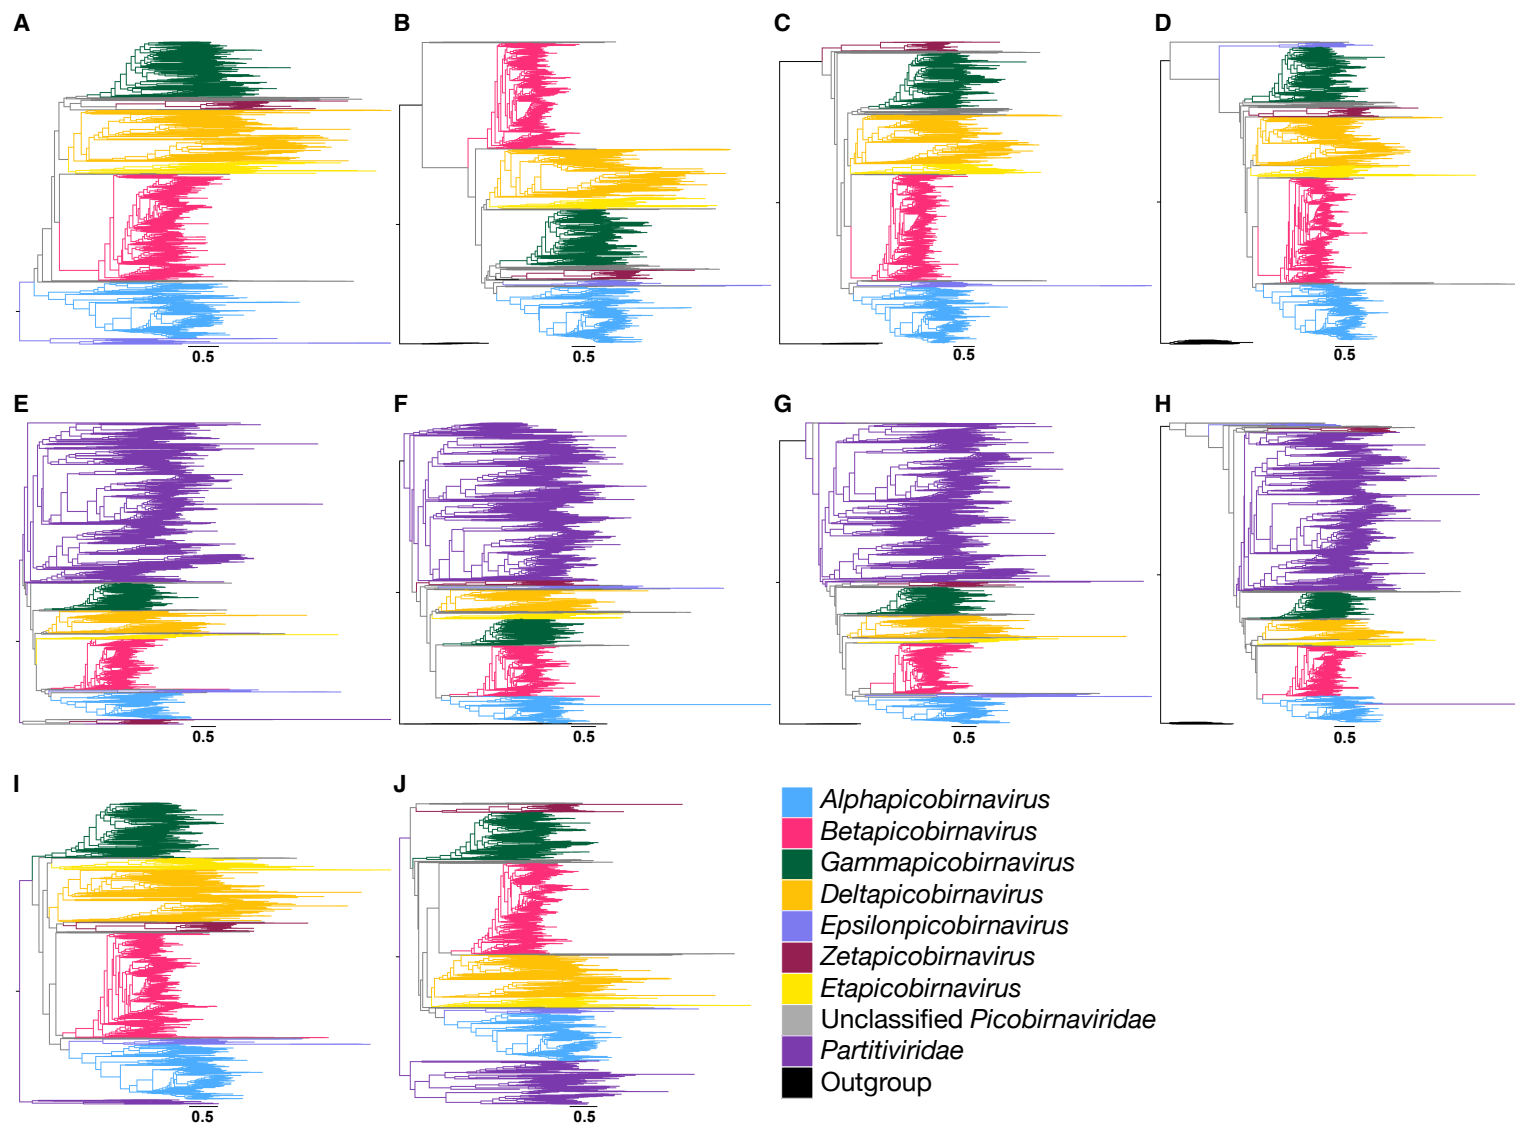 A B C D
0.5 0.5 0.5 0.5
E F G H
0.5 0.5 0.5 0.5
I J
Alphapicobirnavirus
Betapicobirnavirus
Gammapicobirnavirus
Deltapicobirnavirus
Epsilonpicobirnavirus
Zetapicobirnavirus
Etapicobirnavirus
Unclassified Picobirnaviridae
Partitiviridae
Outgroup
0.5 0.5